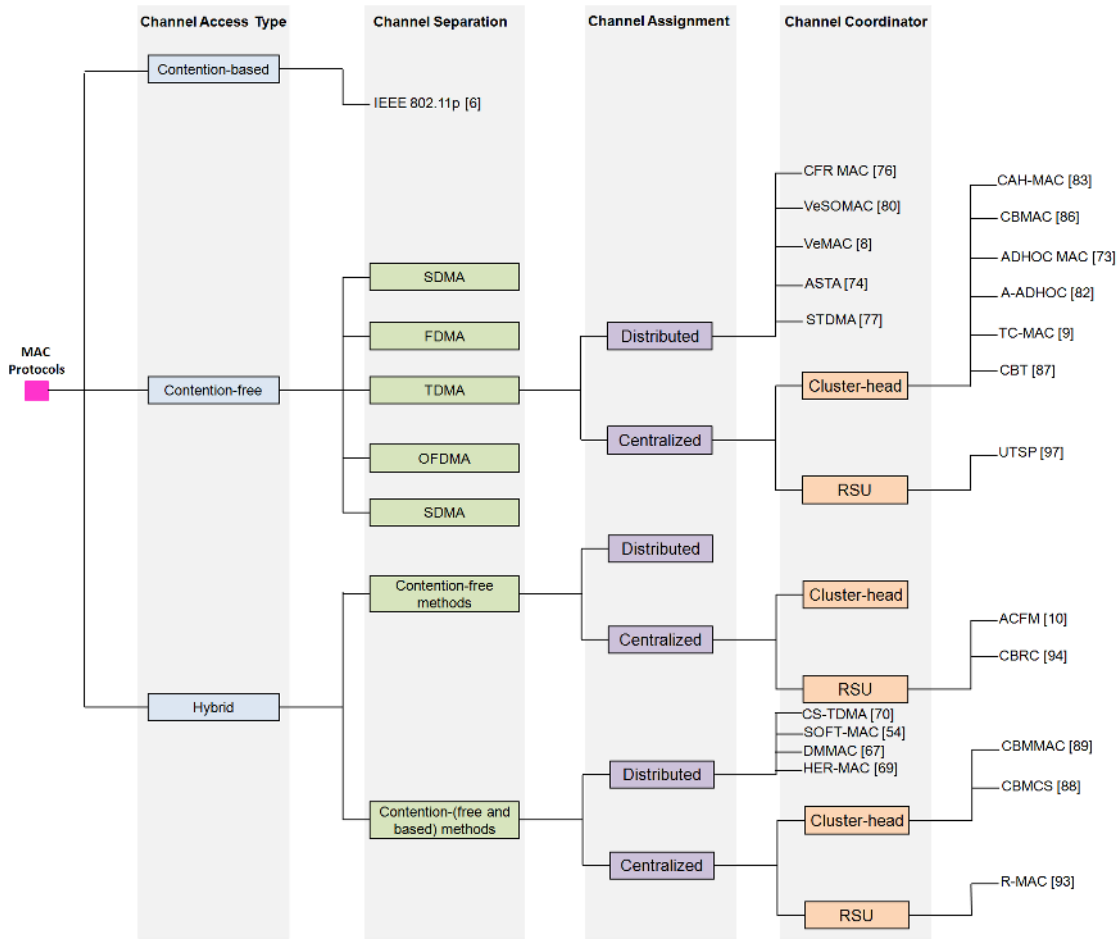 Channel Access Type
Channel Separation
Channel Assignment
Channel Coordinator
MAC
Protocols
Contention-based
IEEE 802.11p [6]
Contention-free
SDMA
FDMA
TDMA
OFDMA
SDMA
Distributed
CFR MAC [76]
VeSOMAC [80]
VeMAC [8]
ASTA [74]
STDMA [77]
Centralized
Cluster-head
CAH-MAC [83]
CBMAC [86]
ADHOC MAC [73]
A-ADHOC [82]
TC-MAC [9]
CBT [87]
RSU
UTSP [97]
Hybrid
Contention-free
methods
Distributed
Centralized
Cluster-head
RSU
ACFM [10]
CBRC [94]
Contention-(free and
based) methods
Distributed
CS-TDMA [70]
SOFT-MAC [54]
DMMAC [67]
HER-MAC [69]
Centralized
Cluster-head
CBMMAC [89]
CBMCS [88]
RSU
R-MAC [93]